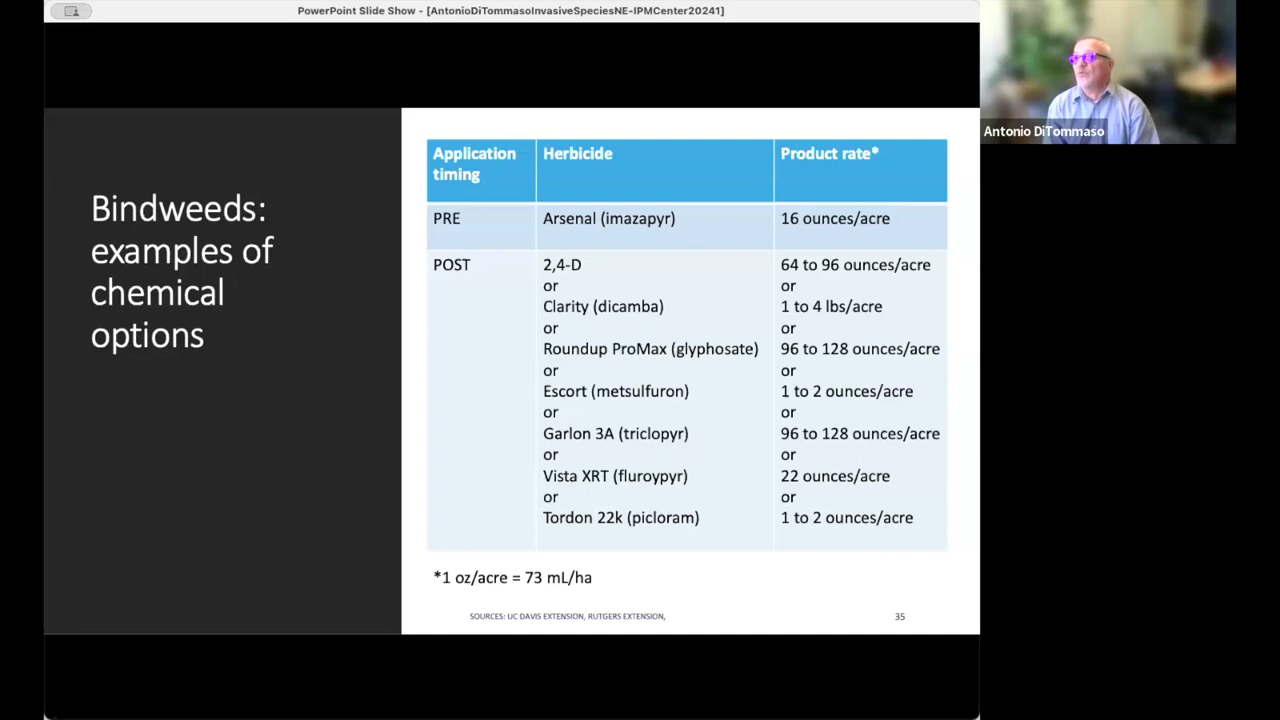 PowerPoint Slide Show - [AntonioDiTommasoInvasiveSpeciesNE-IPMCenter20241]
Antonio DiTommaso
Bindweeds:
examples of
chemical
options
Application timing Herbicide Product rate*
PRE Arsenal (imazapyr) 16 ounces/acre
POST 2,4-D 64 to 96 ounces/acre
or or
Clarity (dicamba) 1 to 4 lbs/acre
or or
Roundup ProMax (glyphosate) 96 to 128 ounces/acre
or or
Escort (metsulfuron) 1 to 2 ounces/acre
or or
Garlon 3A (triclopyr) 96 to 128 ounces/acre
or or
Vista XRT (fluroypyr) 22 ounces/acre
or or
Tordon 22k (picloram) 1 to 2 ounces/acre
*1 oz/acre = 73 mL/ha
SOURCES: UC DAVIS EXTENSION, RUTGERS EXTENSION,
35